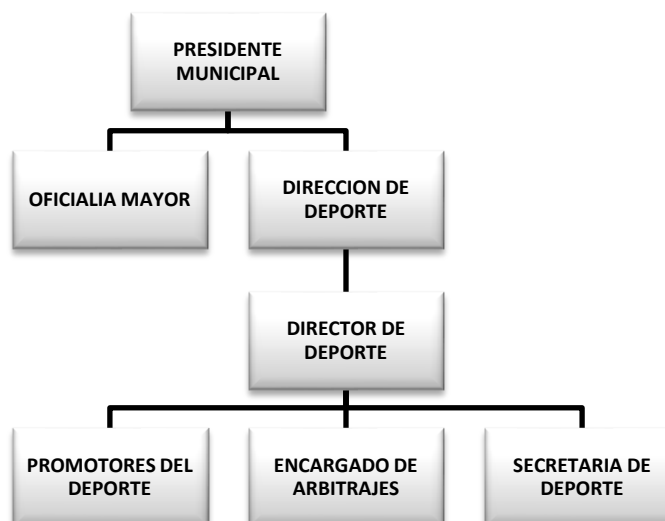 PRESIDENTE
MUNICIPAL
OFICIALIA MAYOR
DIRECCION DE
DEPORTE
DIRECTOR DE
DEPORTE
PROMOTORES DEL
DEPORTE
ENCARGADO DE
ARBITRAJES
SECRETARIA DE
DEPORTE